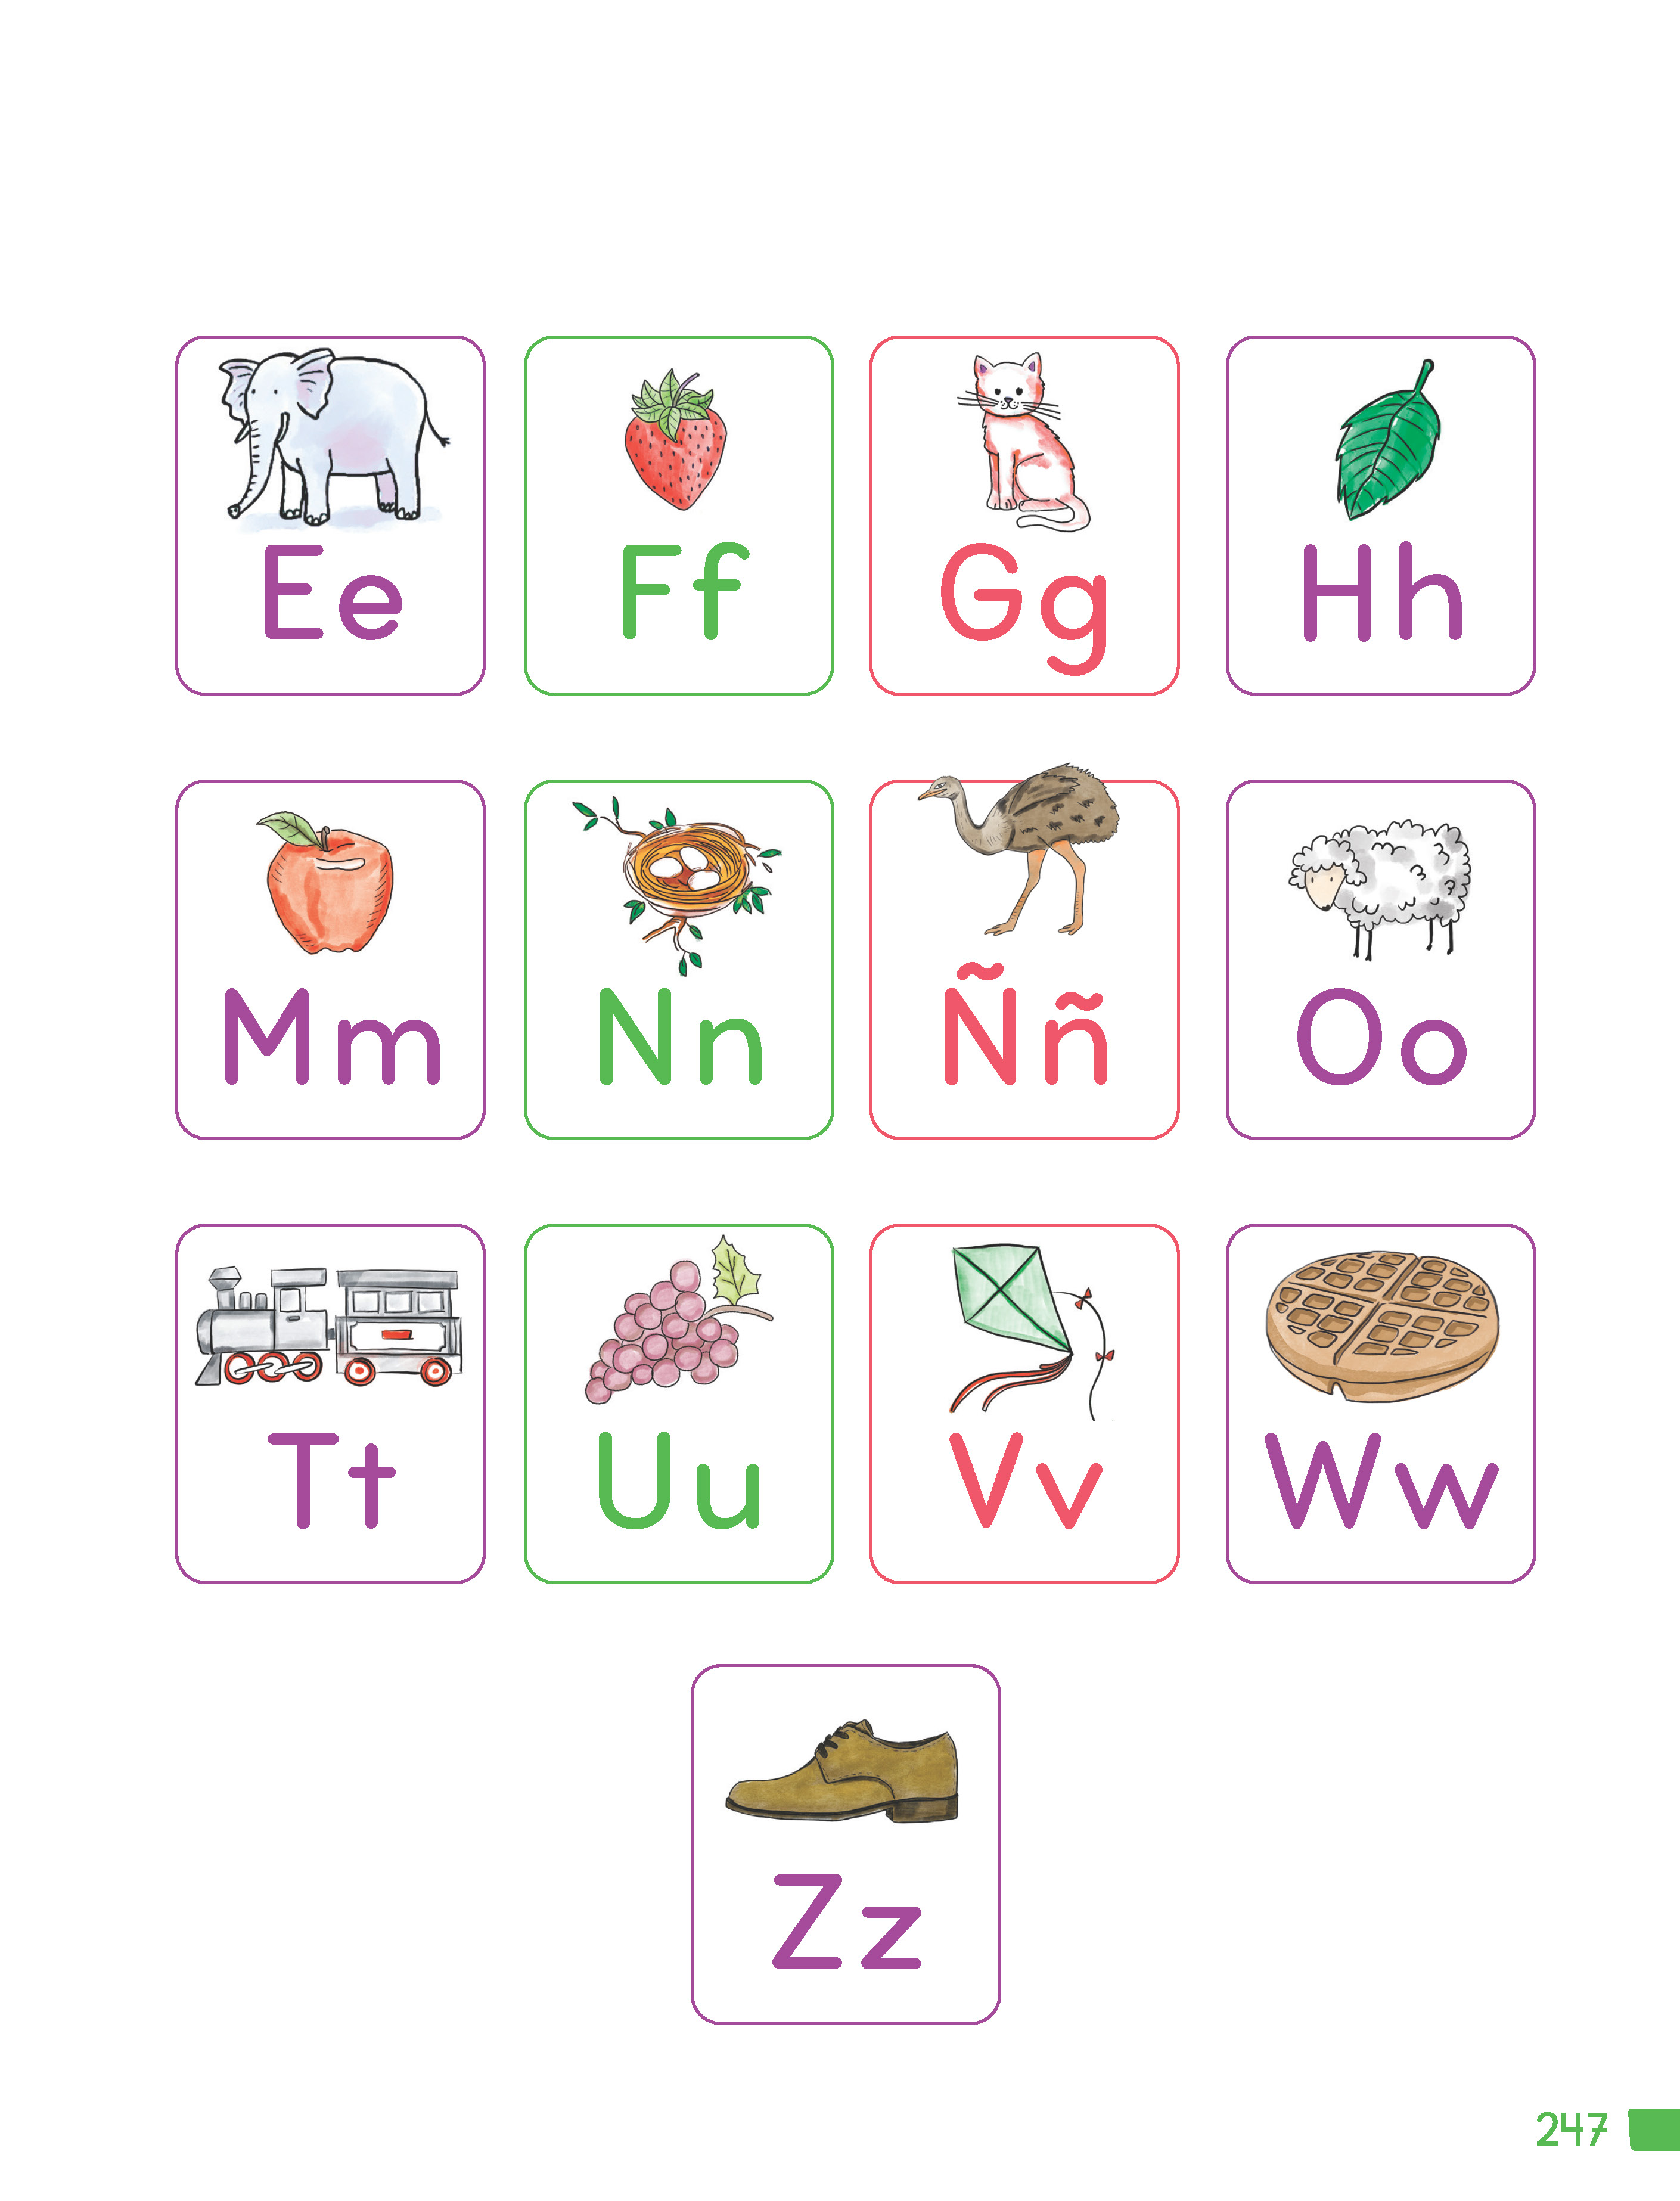 Ee Ff Gg Hh
Mm Nn Ññ Oo
Tt Uu Vv Ww
Zz
247